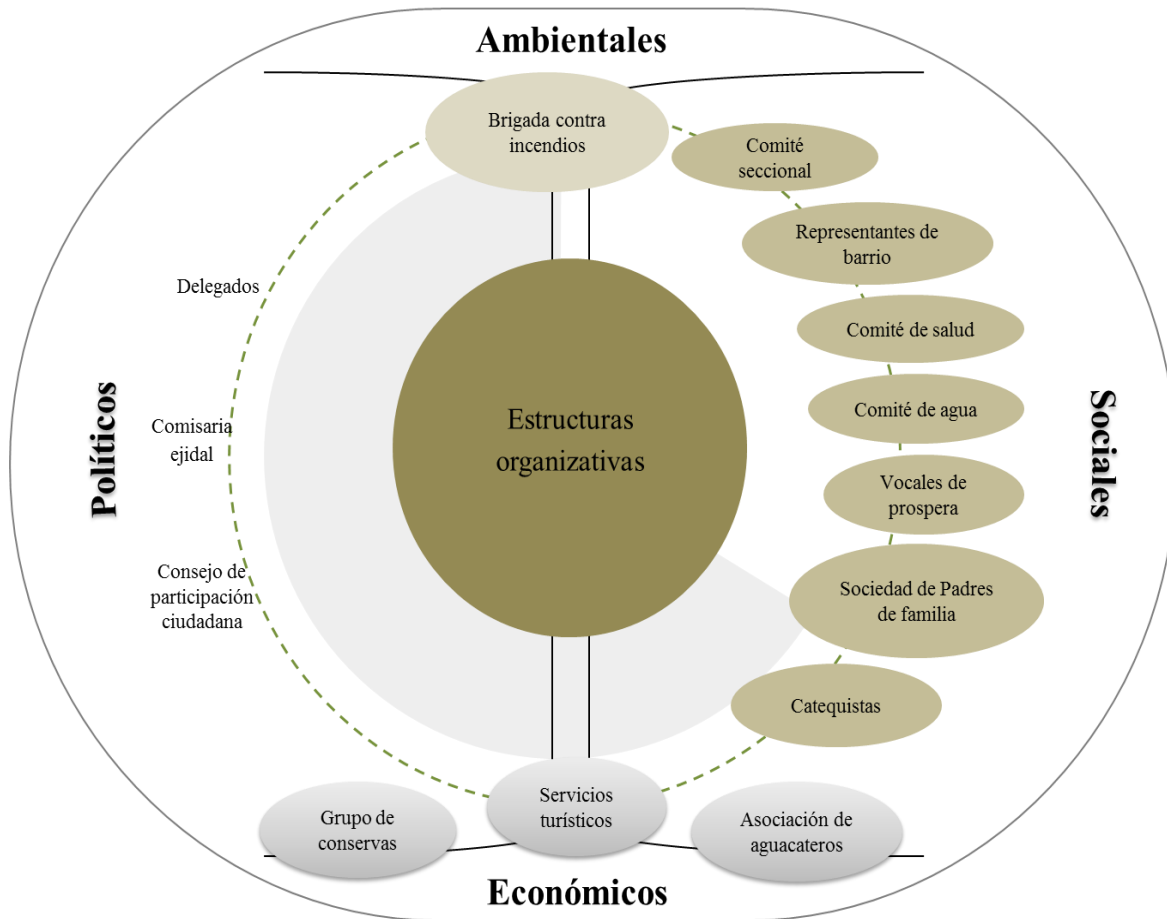 Ambientales
Brigada contra
incendios
Comité
seccional
Representantes de
barrio
Delegados
Comité de salud
Políticos
Comisaria
ejidal
Estructuras
organizativas
Comité de agua
Sociales
Vocales de
prospera
Consejo de
participación
ciudadana
Sociedad de Padres
de familia
Catequistas
Grupo de
conservas
Servicios
turísticos
Asociación de
aguacateros
Económicos